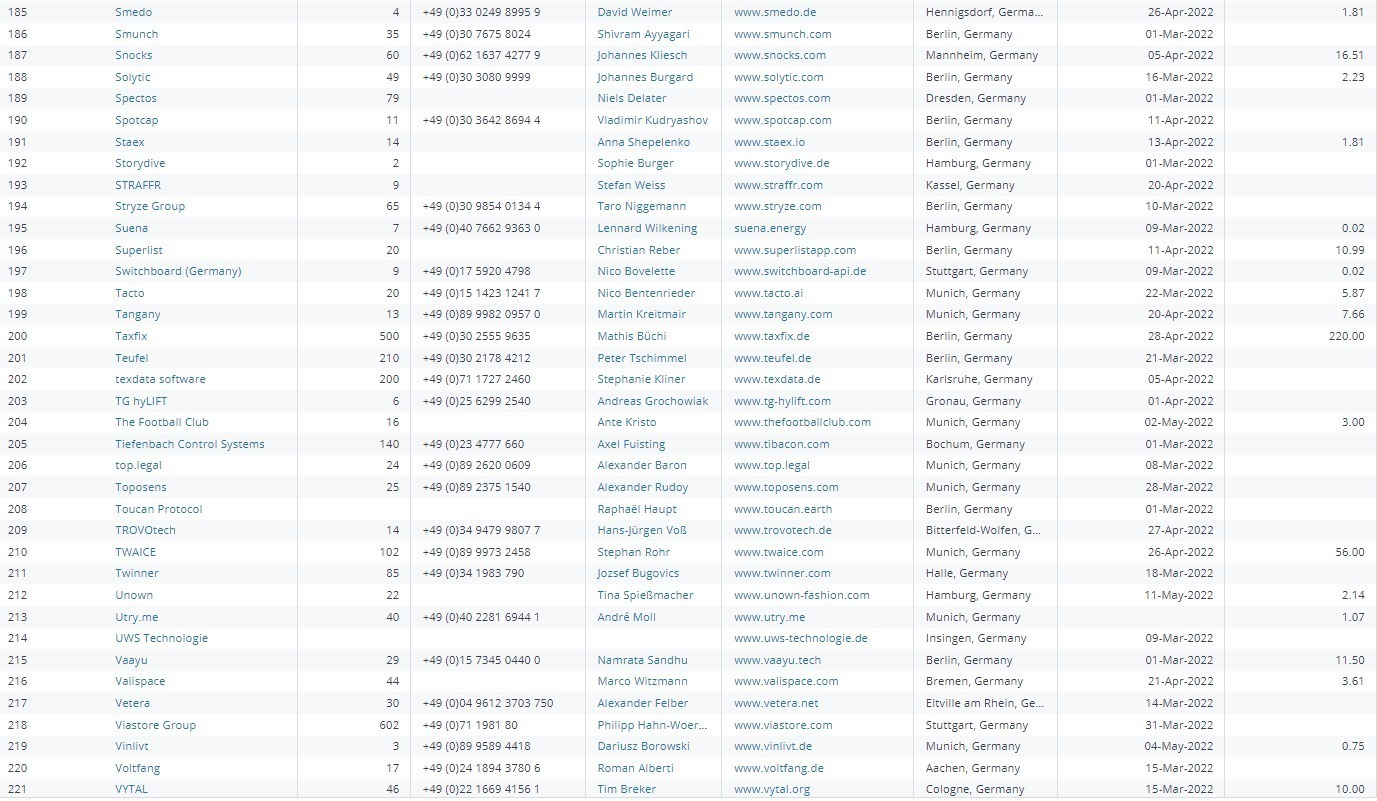 185 Smedo 4 +49 (0)33 0249 8995 9 David Weimer www.smedo.de Hennigsdorf, Germa... 26-Apr-2022 1.81
186 Smunch 35 +49 (0)30 7675 8024 Shivram Ayyagari www.smunch.com Berlin, Germany 01-Mar-2022
187 Snocks 60 +49 (0)62 1637 4277 9 Johannes Kliesch www.snocks.com Mannheim, Germany 05-Apr-2022 16.51
188 Solytic 49 +49 (0)30 3080 9999 Johannes Burgard www.solytic.com Berlin, Germany 16-Mar-2022 2.23
189 Spectos 79 Niels Delater www.spectos.com Dresden, Germany 01-Mar-2022
190 Spotcap 11 +49 (0)30 3642 8694 4 Vladimir Kudryashov www.spotcap.com Berlin, Germany 11-Apr-2022
191 Staex 14 Anna Shepelenko www.staex.io Berlin, Germany 13-Apr-2022 1.81
192 Storydive 2 Sophie Burger www.storydive.de Hamburg, Germany 01-Mar-2022
193 STRAFFR 9 Stefan Weiss www.straffr.com Kassel, Germany 20-Apr-2022
194 Stryze Group 65 +49 (0)30 9854 0134 4 Taro Niggemann www.stryze.com Berlin, Germany 10-Mar-2022
195 Suena 7 +49 (0)40 7662 9363 0 Lennard Wilkening suena.energy Hamburg, Germany 09-Mar-2022 0.02
196 Superlist 20 Christian Reber www.superlistapp.com Berlin, Germany 11-Apr-2022 10.99
197 Switchboard (Germany) 9 +49 (0)17 5920 4798 Nico Bovelette www.switchboard-api.de Stuttgart, Germany 09-Mar-2022 0.02
198 Tacto 20 +49 (0)15 1423 1241 7 Nico Bentenrieder www.tacto.ai Munich, Germany 22-Mar-2022 5.87
199 Tangany 13 +49 (0)89 9982 0957 0 Martin Kreitmair www.tangany.com Munich, Germany 20-Apr-2022 7.66
200 Taxfix 500 +49 (0)30 2555 9635 Mathis Büchi www.taxfix.de Berlin, Germany 28-Apr-2022 220.00
201 Teufel 210 +49 (0)30 2178 4212 Peter Tschimmel www.teufel.de Berlin, Germany 21-Mar-2022
202 texdata software 200 +49 (0)71 1727 2460 Stephanie Kliner www.texdata.de Karlsruhe, Germany 05-Apr-2022
203 TG hyLIFT 6 +49 (0)25 6299 2540 Andreas Grochowiak www.tg-hylift.com Gronau, Germany 01-Apr-2022
204 The Football Club 16 Ante Kristo www.thefootballclub.com Munich, Germany 02-May-2022 3.00
205 Tiefenbach Control Systems 140 +49 (0)23 4777 660 Axel Fuisting www.tibacon.com Bochum, Germany 01-Mar-2022
206 top.legal 24 +49 (0)89 2620 0609 Alexander Baron www.top.legal Munich, Germany 08-Mar-2022
207 Toposens 25 +49 (0)89 2375 1540 Alexander Rudoy www.toposens.com Munich, Germany 28-Mar-2022
208 Toucan Protocol Raphaël Haupt www.toucan.earth Berlin, Germany 01-Mar-2022
209 TROVOtech 14 +49 (0)34 9479 9807 7 Hans-Jürgen Voß www.trovotech.de Bitterfeld-Wolfen, G... 27-Apr-2022
210 TWAICE 102 +49 (0)89 9973 2458 Stephan Rohr www.twaice.com Munich, Germany 26-Apr-2022 56.00
211 Twinner 85 +49 (0)34 1983 790 Jozsef Bugovics www.twinner.com Halle, Germany 18-Mar-2022
212 Unown 22 Tina Spießmacher www.unown-fashion.com Hamburg, Germany 11-May-2022 2.14
213 Utry.me 40 +49 (0)40 2281 6944 1 André Moll www.utry.me Munich, Germany 1.07
214 UWS Technologie www.uws-technologie.de Insingen, Germany 09-Mar-2022
215 Vaayu 29 +49 (0)15 7345 0440 0 Namrata Sandhu www.vaayu.tech Berlin, Germany 01-Mar-2022 11.50
216 Valispace 44 Marco Witzmann www.valispace.com Bremen, Germany 21-Apr-2022 3.61
217 Vetera 30 +49 (0)04 9612 3703 750 Alexander Felber www.vetera.net Eltville am Rhein, Ge... 14-Mar-2022
218 Viastore Group 602 +49 (0)71 1981 80 Philipp Hahn-Woer... www.viastore.com Stuttgart, Germany 31-Mar-2022
219 Vinlivt 3 +49 (0)89 9589 4418 Dariusz Borowski www.vinlivt.de Munich, Germany 04-May-2022 0.75
220 Voltfang 17 +49 (0)24 1894 3780 6 Roman Alberti www.voltfang.de Aachen, Germany 15-Mar-2022
221 VYTAL 46 +49 (0)22 1669 4156 1 Tim Breker www.vytal.org Cologne, Germany 15-Mar-2022 10.00